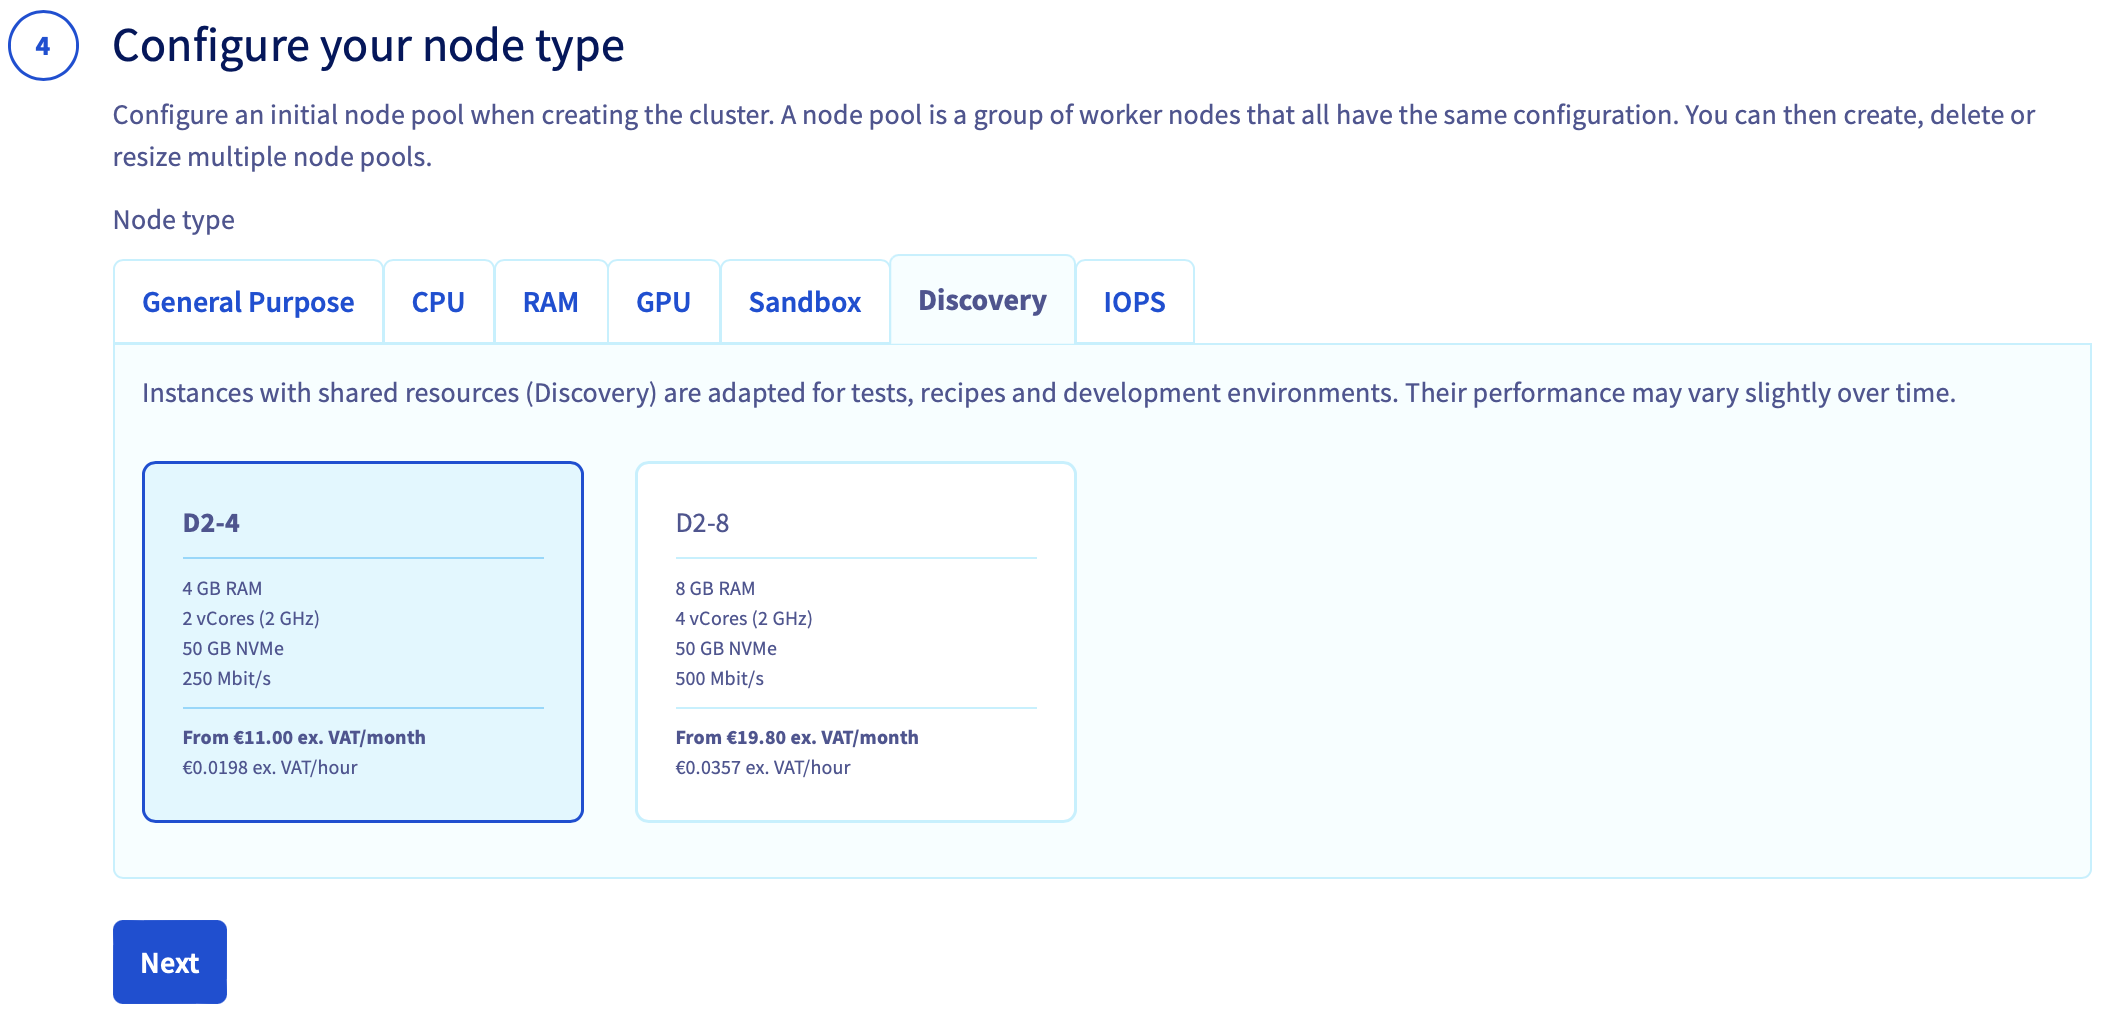 4
Configure your node type
Configure an initial node pool when creating the cluster. A node pool is a group of worker nodes that all have the same configuration. You can then create, delete or
resize multiple node pools.
Node type
General Purpose
CPU
RAM
GPU
Sandbox
Discovery
IOPS
Instances with shared resources (Discovery) are adapted for tests, recipes and development environments. Their performance may vary slightly over time.
D2-4
4 GB RAM
2 vCores (2 GHz)
50 GB NVMe
250 Mbit/s
From €11.00 ex. VAT/month
€0.0198 ex. VAT/hour
D2-8
8 GB RAM
4 vCores (2 GHz)
50 GB NVMe
500 Mbit/s
From €19.80 ex. VAT/month
€0.0357 ex. VAT/hour
Next